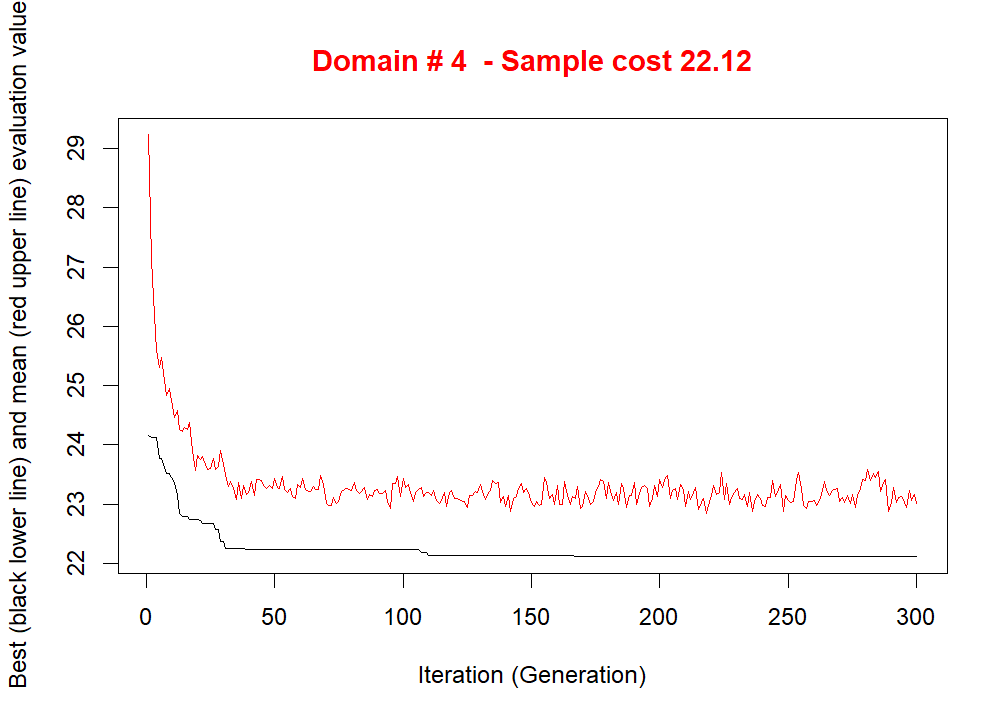 Domain # 4  - Sample cost 22.12
Best (black lower line) and mean (red upper line) evaluation value
29
28
27
26
25
24
23
22
0 50 100 150 200 250 300
Iteration (Generation)